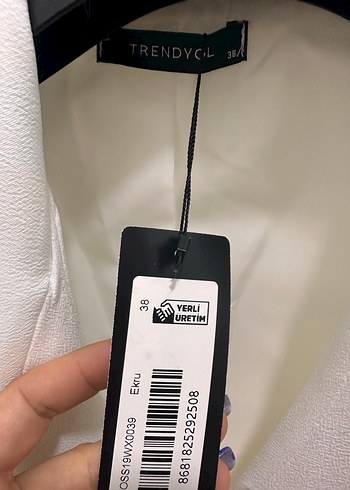 TRENDYOL 38
38
YERLİ
ÜRETİM
Ekru
OSS19WX0039
8681825292508